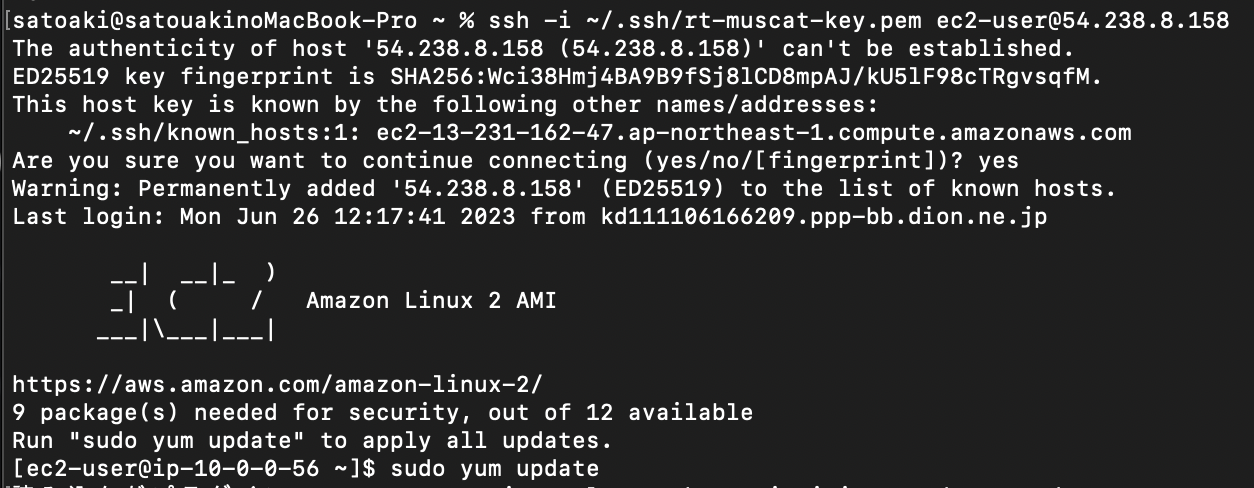 [satoaki@satouakinoMacBook-Pro ~ % ssh -i ~/.ssh/rt-muscat-key.pem ec2-user@54.238.8.158
The authenticity of host '54.238.8.158 (54.238.8.158)' can't be established.
ED25519 key fingerprint is SHA256:Wci38Hmj4BA9B9fSj8lCD8mpAJ/kU5lF98cTRgvsqfM.
This host key is known by the following other names/addresses:
    ~/.ssh/known_hosts:1: ec2-13-231-162-47.ap-northeast-1.compute.amazonaws.com
Are you sure you want to continue connecting (yes/no/[fingerprint])? yes
Warning: Permanently added '54.238.8.158' (ED25519) to the list of known hosts.
Last login: Mon Jun 26 12:17:41 2023 from kd111106166209.ppp-bb.dion.ne.jp
       __|  __|_  )
       _|  (     /   Amazon Linux 2 AMI
      ___|\___|___|
https://aws.amazon.com/amazon-linux-2/
9 package(s) needed for security, out of 12 available
Run "sudo yum update" to apply all updates.
[ec2-user@ip-10-0-0-56 ~]$ sudo yum update